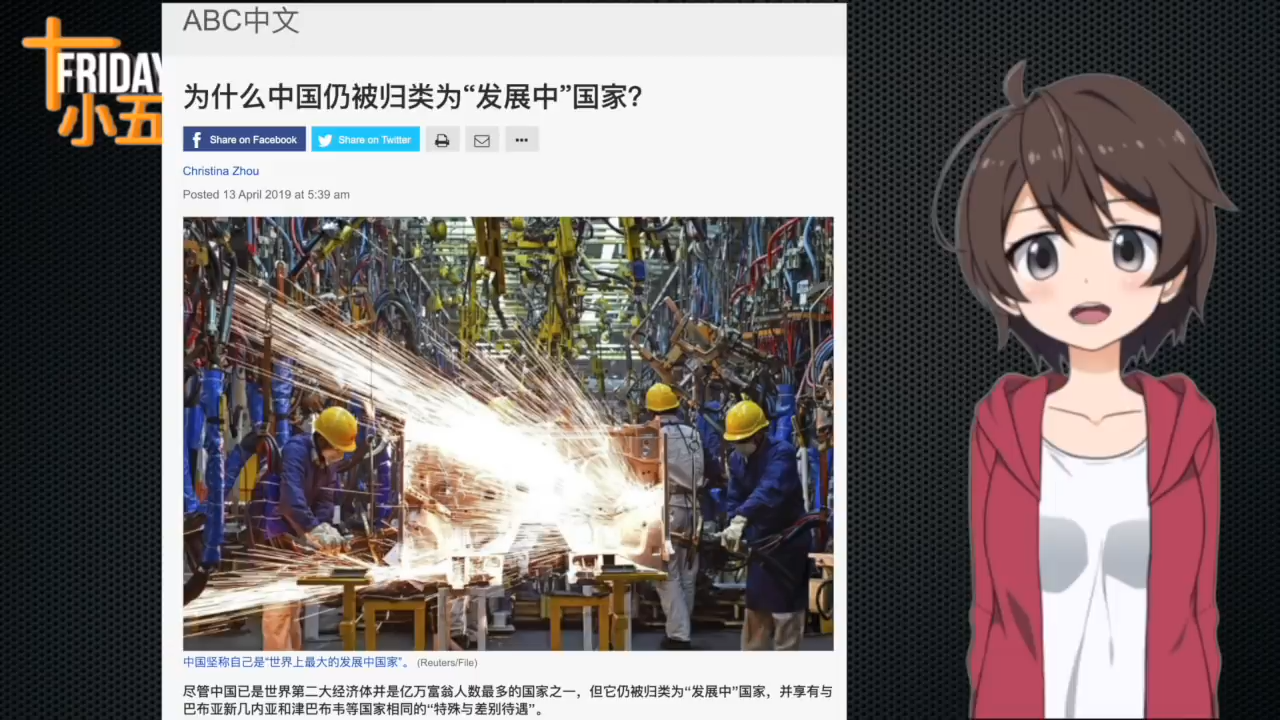 ABC中文
FRIDAY
小五
为什么中国仍被归类为“发展中”国家?
Share on Facebook
Share on Twitter
Christina Zhou
Posted 13 April 2019 at 5:39 am
中国坚称自己是“世界上最大的发展中国家”。 (Reuters/File)
尽管中国已是世界第二大经济体并是亿万富翁人数最多的国家之一，但它仍被归类为“发展中”国家，并享有与
巴布亚新几内亚和津巴布韦等国家相同的“特殊与差别待遇”。